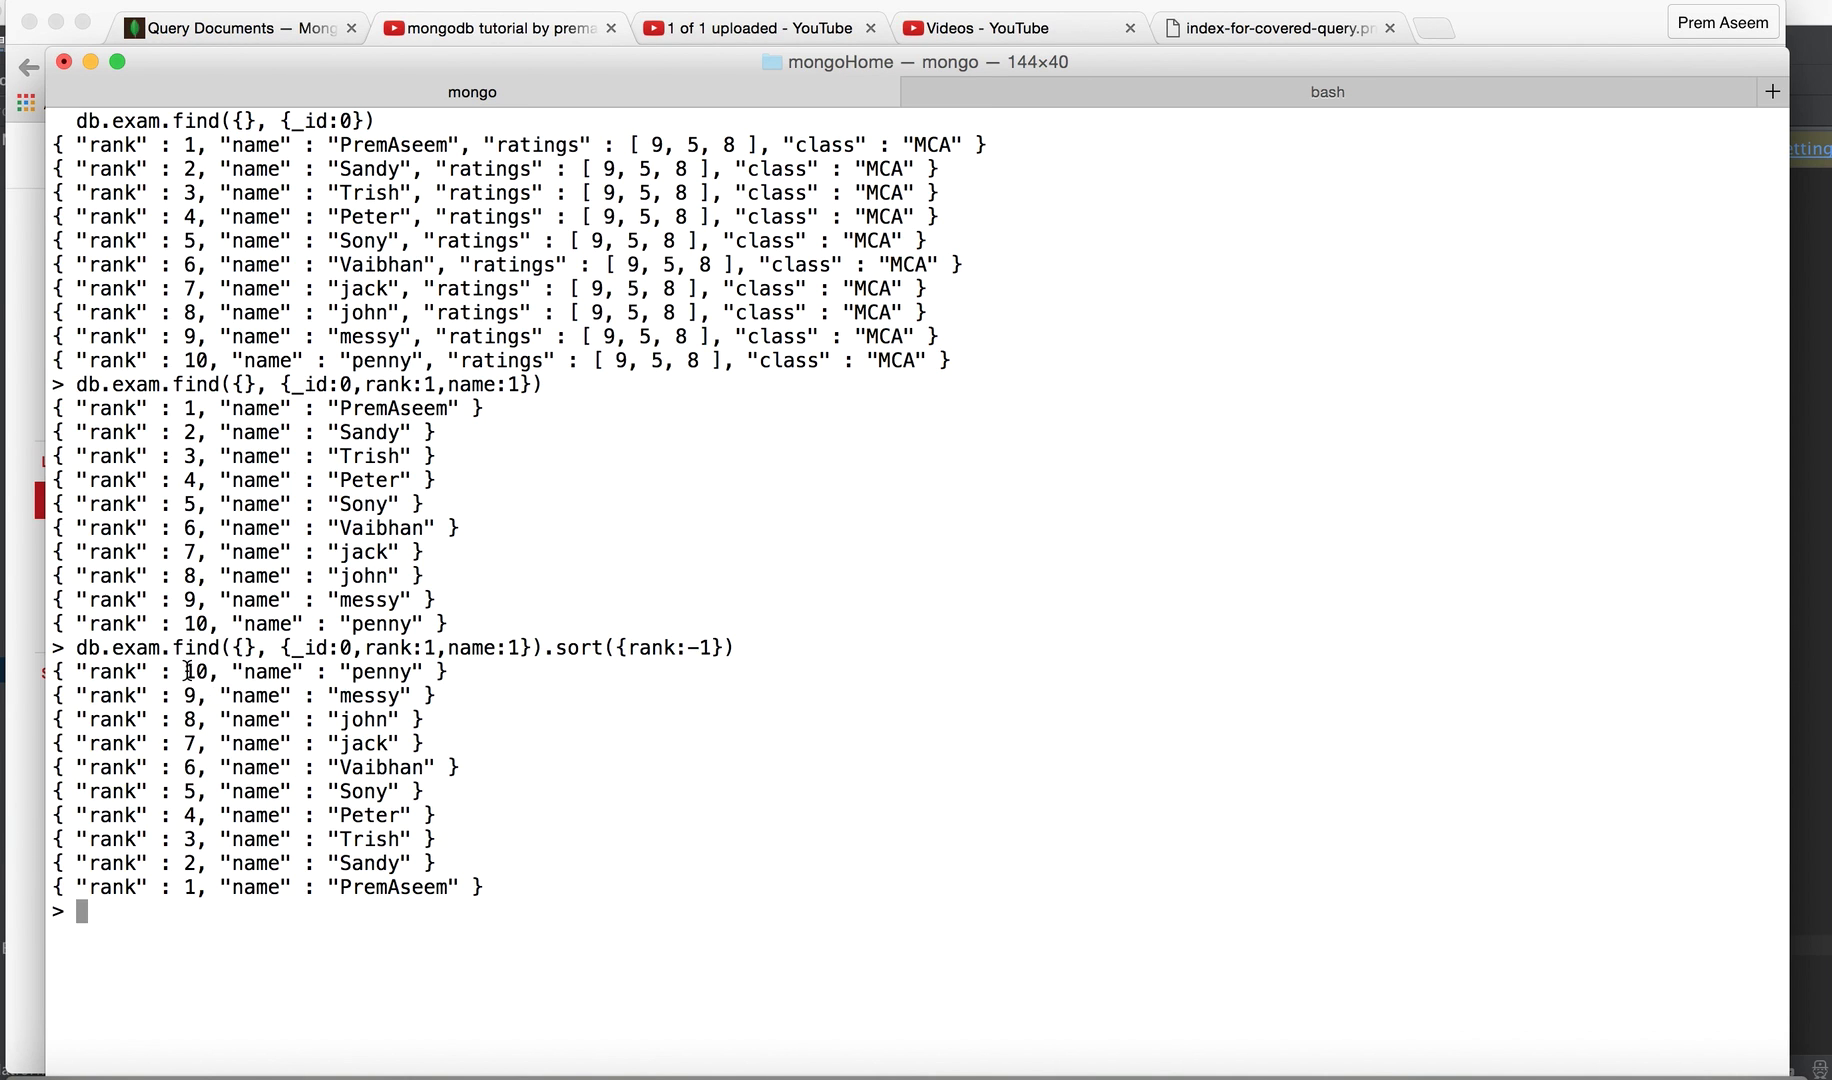 Query Documents — Mong
mongodb tutorial by prema
1 of 1 uploaded - YouTube
Videos - YouTube
index-for-covered-query.pn
Prem Aseem
mongoHome — mongo — 144×40
mongo
bash
db.exam.find({}, {_id:0})
{ "rank" : 1, "name" : "PremAseem", "ratings" : [ 9, 5, 8 ], "class" : "MCA" }
{ "rank" : 2, "name" : "Sandy", "ratings" : [ 9, 5, 8 ], "class" : "MCA" }
{ "rank" : 3, "name" : "Trish", "ratings" : [ 9, 5, 8 ], "class" : "MCA" }
{ "rank" : 4, "name" : "Peter", "ratings" : [ 9, 5, 8 ], "class" : "MCA" }
{ "rank" : 5, "name" : "Sony", "ratings" : [ 9, 5, 8 ], "class" : "MCA" }
{ "rank" : 6, "name" : "Vaibhan", "ratings" : [ 9, 5, 8 ], "class" : "MCA" }
{ "rank" : 7, "name" : "jack", "ratings" : [ 9, 5, 8 ], "class" : "MCA" }
{ "rank" : 8, "name" : "john", "ratings" : [ 9, 5, 8 ], "class" : "MCA" }
{ "rank" : 9, "name" : "messy", "ratings" : [ 9, 5, 8 ], "class" : "MCA" }
{ "rank" : 10, "name" : "penny", "ratings" : [ 9, 5, 8 ], "class" : "MCA" }
> db.exam.find({}, {_id:0,rank:1,name:1})
{ "rank" : 1, "name" : "PremAseem" }
{ "rank" : 2, "name" : "Sandy" }
{ "rank" : 3, "name" : "Trish" }
{ "rank" : 4, "name" : "Peter" }
{ "rank" : 5, "name" : "Sony" }
{ "rank" : 6, "name" : "Vaibhan" }
{ "rank" : 7, "name" : "jack" }
{ "rank" : 8, "name" : "john" }
{ "rank" : 9, "name" : "messy" }
{ "rank" : 10, "name" : "penny" }
> db.exam.find({}, {_id:0,rank:1,name:1}).sort({rank:-1})
{ "rank" : 10, "name" : "penny" }
{ "rank" : 9, "name" : "messy" }
{ "rank" : 8, "name" : "john" }
{ "rank" : 7, "name" : "jack" }
{ "rank" : 6, "name" : "Vaibhan" }
{ "rank" : 5, "name" : "Sony" }
{ "rank" : 4, "name" : "Peter" }
{ "rank" : 3, "name" : "Trish" }
{ "rank" : 2, "name" : "Sandy" }
{ "rank" : 1, "name" : "PremAseem" }
>
etting